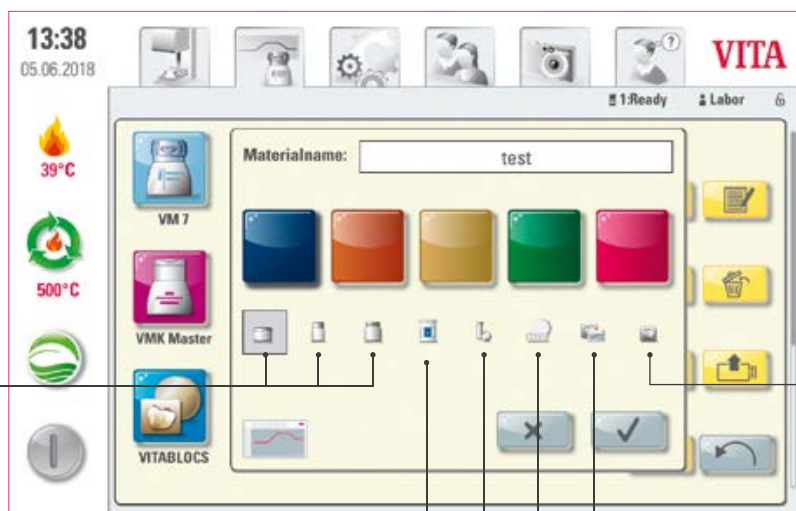 13:38
05.06.2018
VITA
1:Ready
Labor
39°C
500°C
VM 7
VMK Master
VITABLOCS
Materialname:
test